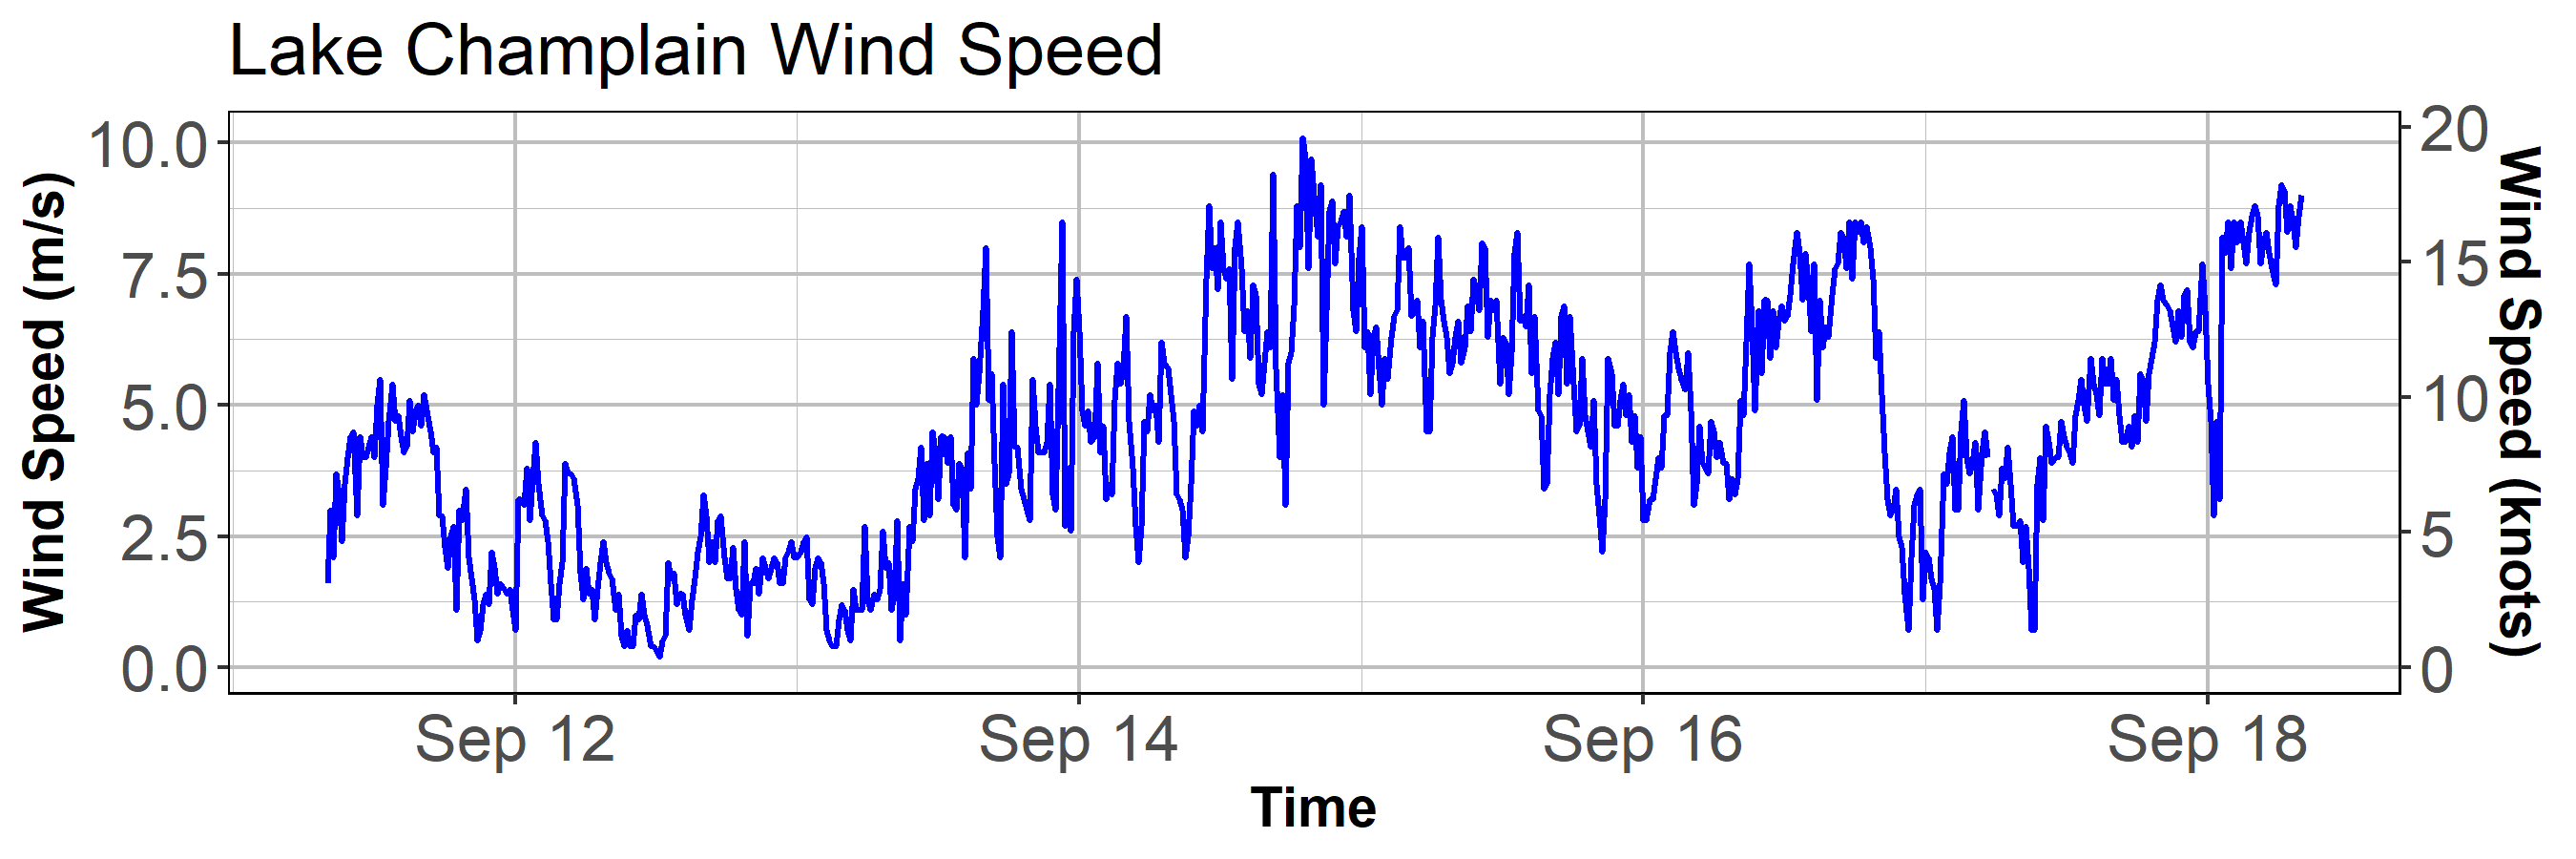 Lake Champlain Wind Speed
Wind Speed (m/s)
10.0
7.5
5.0
2.5
0.0
20
15
10
5
0
Wind Speed (knots)
Sep 12
Sep 14
Sep 16
Sep 18
Time